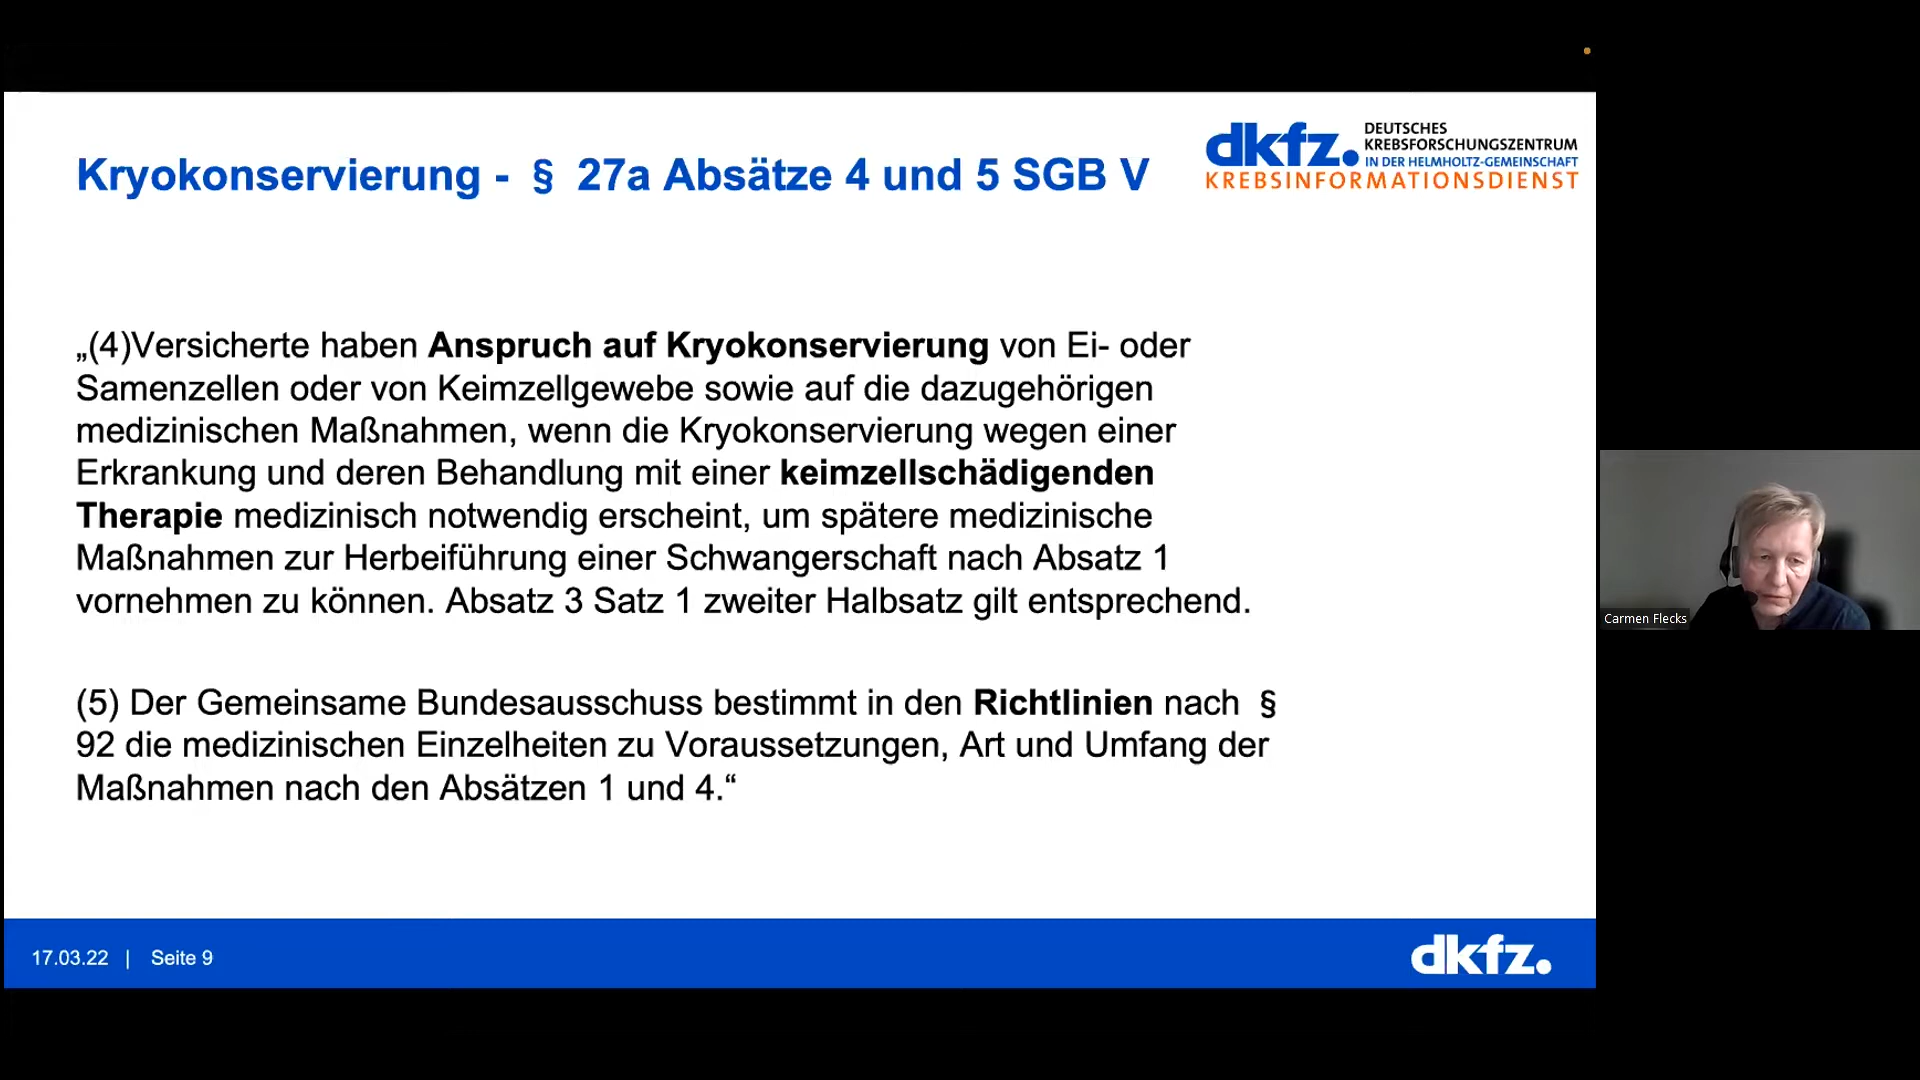 Kryokonservierung - § 27a Absätze 4 und 5 SGB V
dkfz.
DEUTSCHES
KREBSFORSCHUNGSZENTRUM
IN DER HELMHOLTZ-GEMEINSCHAFT
KREBSINFORMATIONSDIENST
„(4)Versicherte haben Anspruch auf Kryokonservierung von Ei- oder
Samenzellen oder von Keimzellgewebe sowie auf die dazugehörigen
medizinischen Maßnahmen, wenn die Kryokonservierung wegen einer
Erkrankung und deren Behandlung mit einer keimzellschädigenden
Therapie medizinisch notwendig erscheint, um spätere medizinische
Maßnahmen zur Herbeiführung einer Schwangerschaft nach Absatz 1
vornehmen zu können. Absatz 3 Satz 1 zweiter Halbsatz gilt entsprechend.
(5) Der Gemeinsame Bundesausschuss bestimmt in den Richtlinien nach §
92 die medizinischen Einzelheiten zu Voraussetzungen, Art und Umfang der
Maßnahmen nach den Absätzen 1 und 4.“
17.03.22 | Seite 9
dkfz.
Carmen Flecks